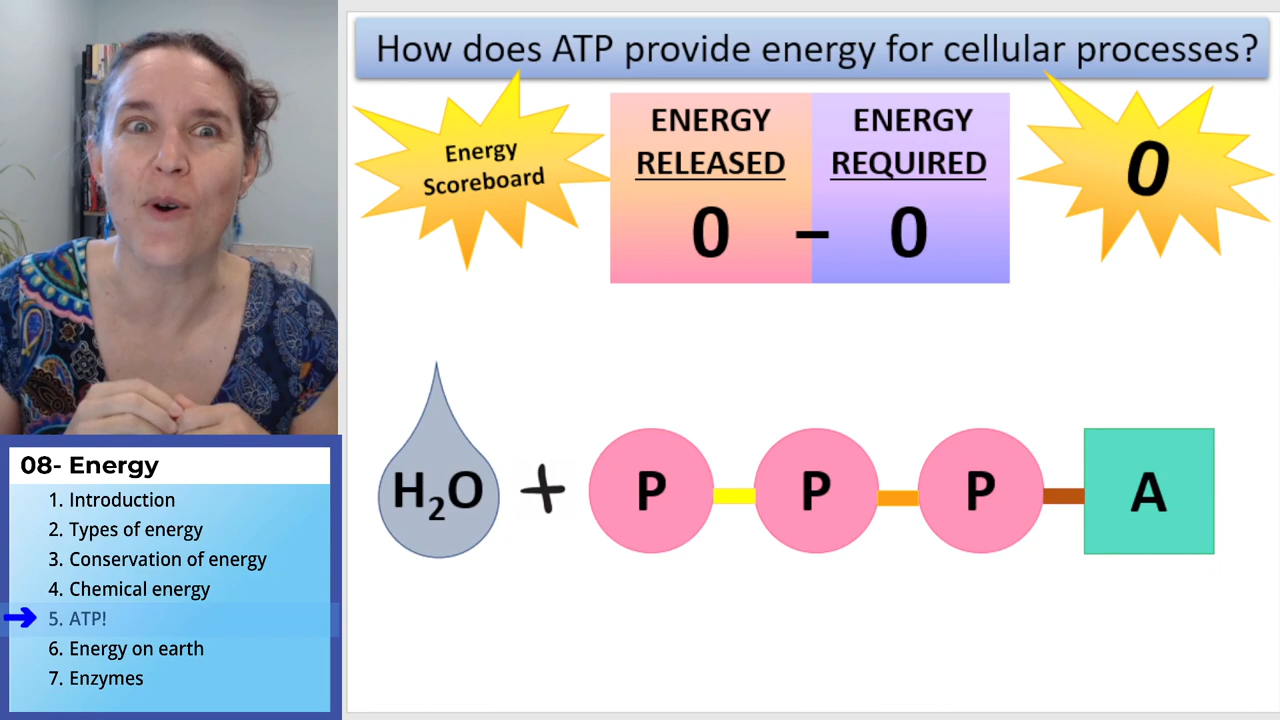 How does ATP provide energy for cellular processes?
Energy
Scoreboard
ENERGY
RELEASED
0
–
ENERGY
REQUIRED
0
0
H₂O + P P P A
08- Energy
1. Introduction
2. Types of energy
3. Conservation of energy
4. Chemical energy
5. ATP!
6. Energy on earth
7. Enzymes